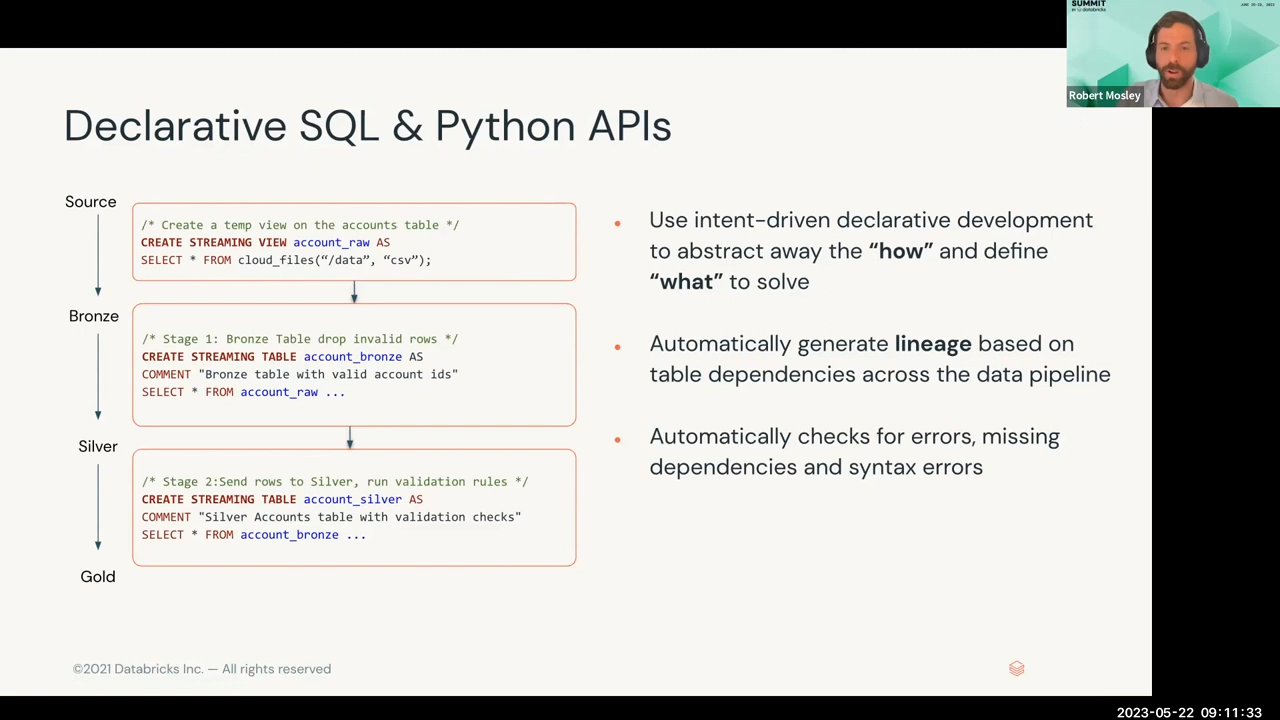 SUMMIT
BY databricks
Robert Mosley
Declarative SQL & Python APIs
Source
/* Create a temp view on the accounts table */
CREATE STREAMING VIEW account_raw AS
SELECT * FROM cloud_files(“/data”, “csv”);
Bronze
/* Stage 1: Bronze Table drop invalid rows */
CREATE STREAMING TABLE account_bronze AS
COMMENT "Bronze table with valid account ids"
SELECT * FROM account_raw ...
Silver
/* Stage 2:Send rows to Silver, run validation rules */
CREATE STREAMING TABLE account_silver AS
COMMENT "Silver Accounts table with validation checks"
SELECT * FROM account_bronze ...
Gold
• Use intent-driven declarative development
to abstract away the “how” and define
“what” to solve
• Automatically generate lineage based on
table dependencies across the data pipeline
• Automatically checks for errors, missing
dependencies and syntax errors
©2021 Databricks Inc. — All rights reserved
2023-05-22 09:11:33